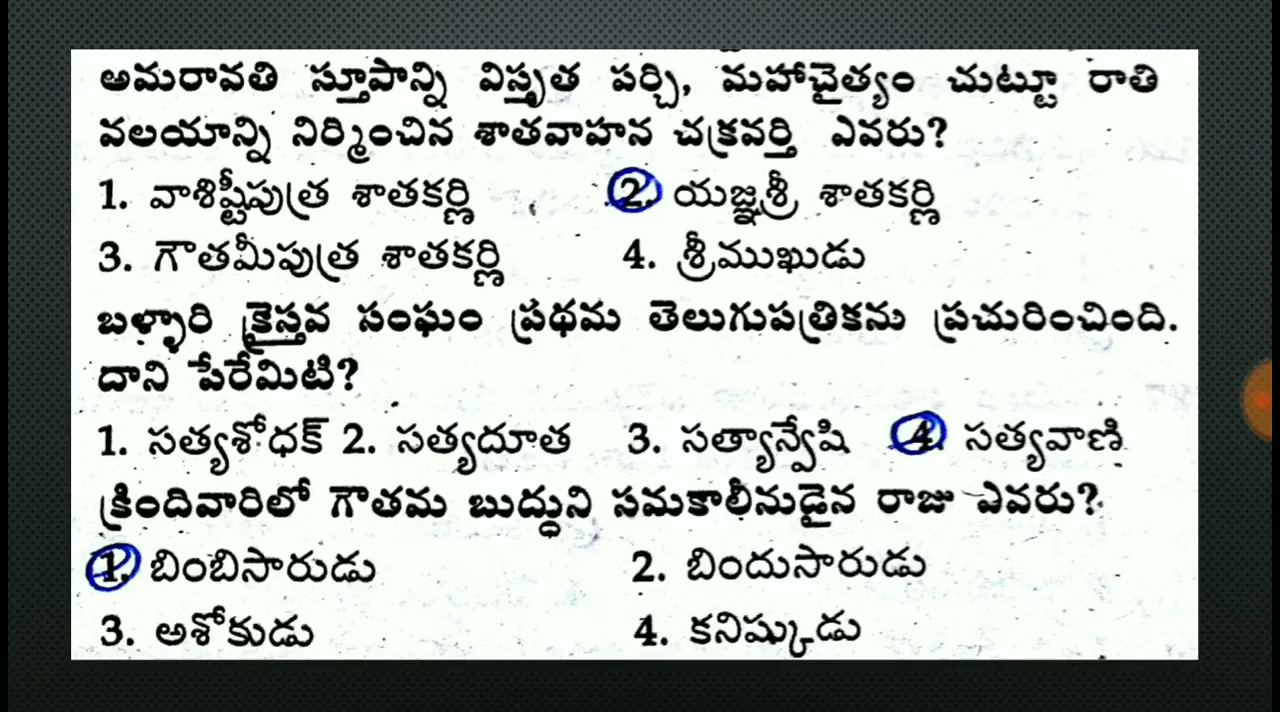 అమరావతి స్తూపాన్ని విస్తృత పర్చి, మహాచైత్యం చుట్టూ రాతి
వలయాన్ని నిర్మించిన శాతవాహన చక్రవర్తి ఎవరు?
1. వాశిష్టీపుత్ర శాతకర్ణి 2. యజ్ఞశ్రీ శాతకర్ణి
3. గౌతమీపుత్ర శాతకర్ణి 4. శ్రీముఖుడు
బళ్ళారి క్రైస్తవ సంఘం ప్రథమ తెలుగుపత్రికను ప్రచురించింది.
దాని పేరేమిటి?
1. సత్యశోధక్ 2. సత్యదూత 3. సత్యాన్వేషి 4. సత్యవాణి
క్రిందివారిలో గౌతమ బుద్ధుని సమకాలీనుడైన రాజు ఎవరు?
1. బింబిసారుడు 2. బిందుసారుడు
3. అశోకుడు 4. కనిష్కుడు